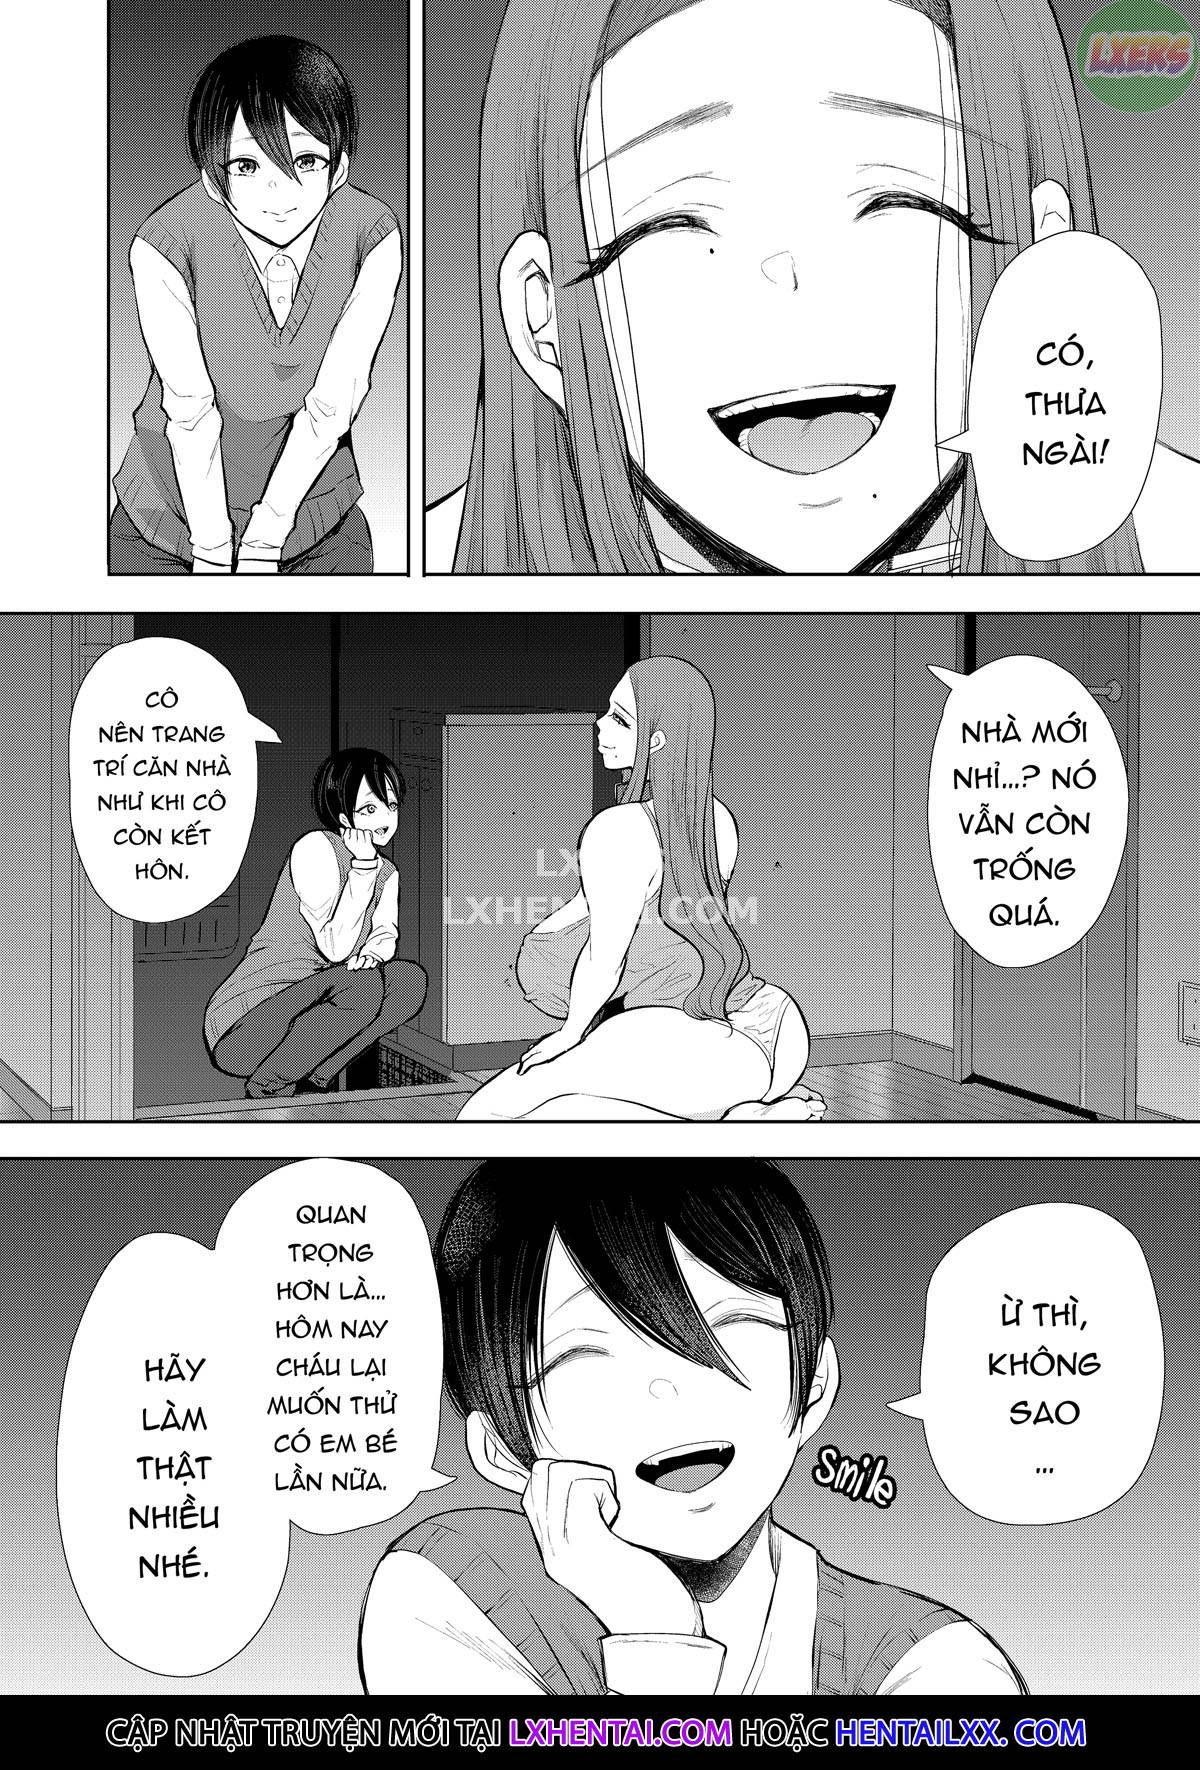 LXERS
CÓ,
THƯA
NGÀI!
NHÀ MỚI
NHỈ...? NÓ
VẪN CÒN
TRỐNG
QUÁ.
CÔ
NÊN TRANG
TRÍ CĂN NHÀ
NHƯ KHI CÔ
CÒN KẾT
HÔN.
LXHENTAI.COM
Ừ THÌ,
KHÔNG
SAO
...
smile
QUAN
TRỌNG
HƠN LÀ...
HÔM NAY
CHÁU LẠI
MUỐN THỬ
CÓ EM BÉ
LẦN NỮA.
HÃY
LÀM
THẬT
NHIỀU
NHÉ.
CẬP NHẬT TRUYỆN MỚI TẠI LXHENTAI.COM HOẶC HENTAILXX. COM